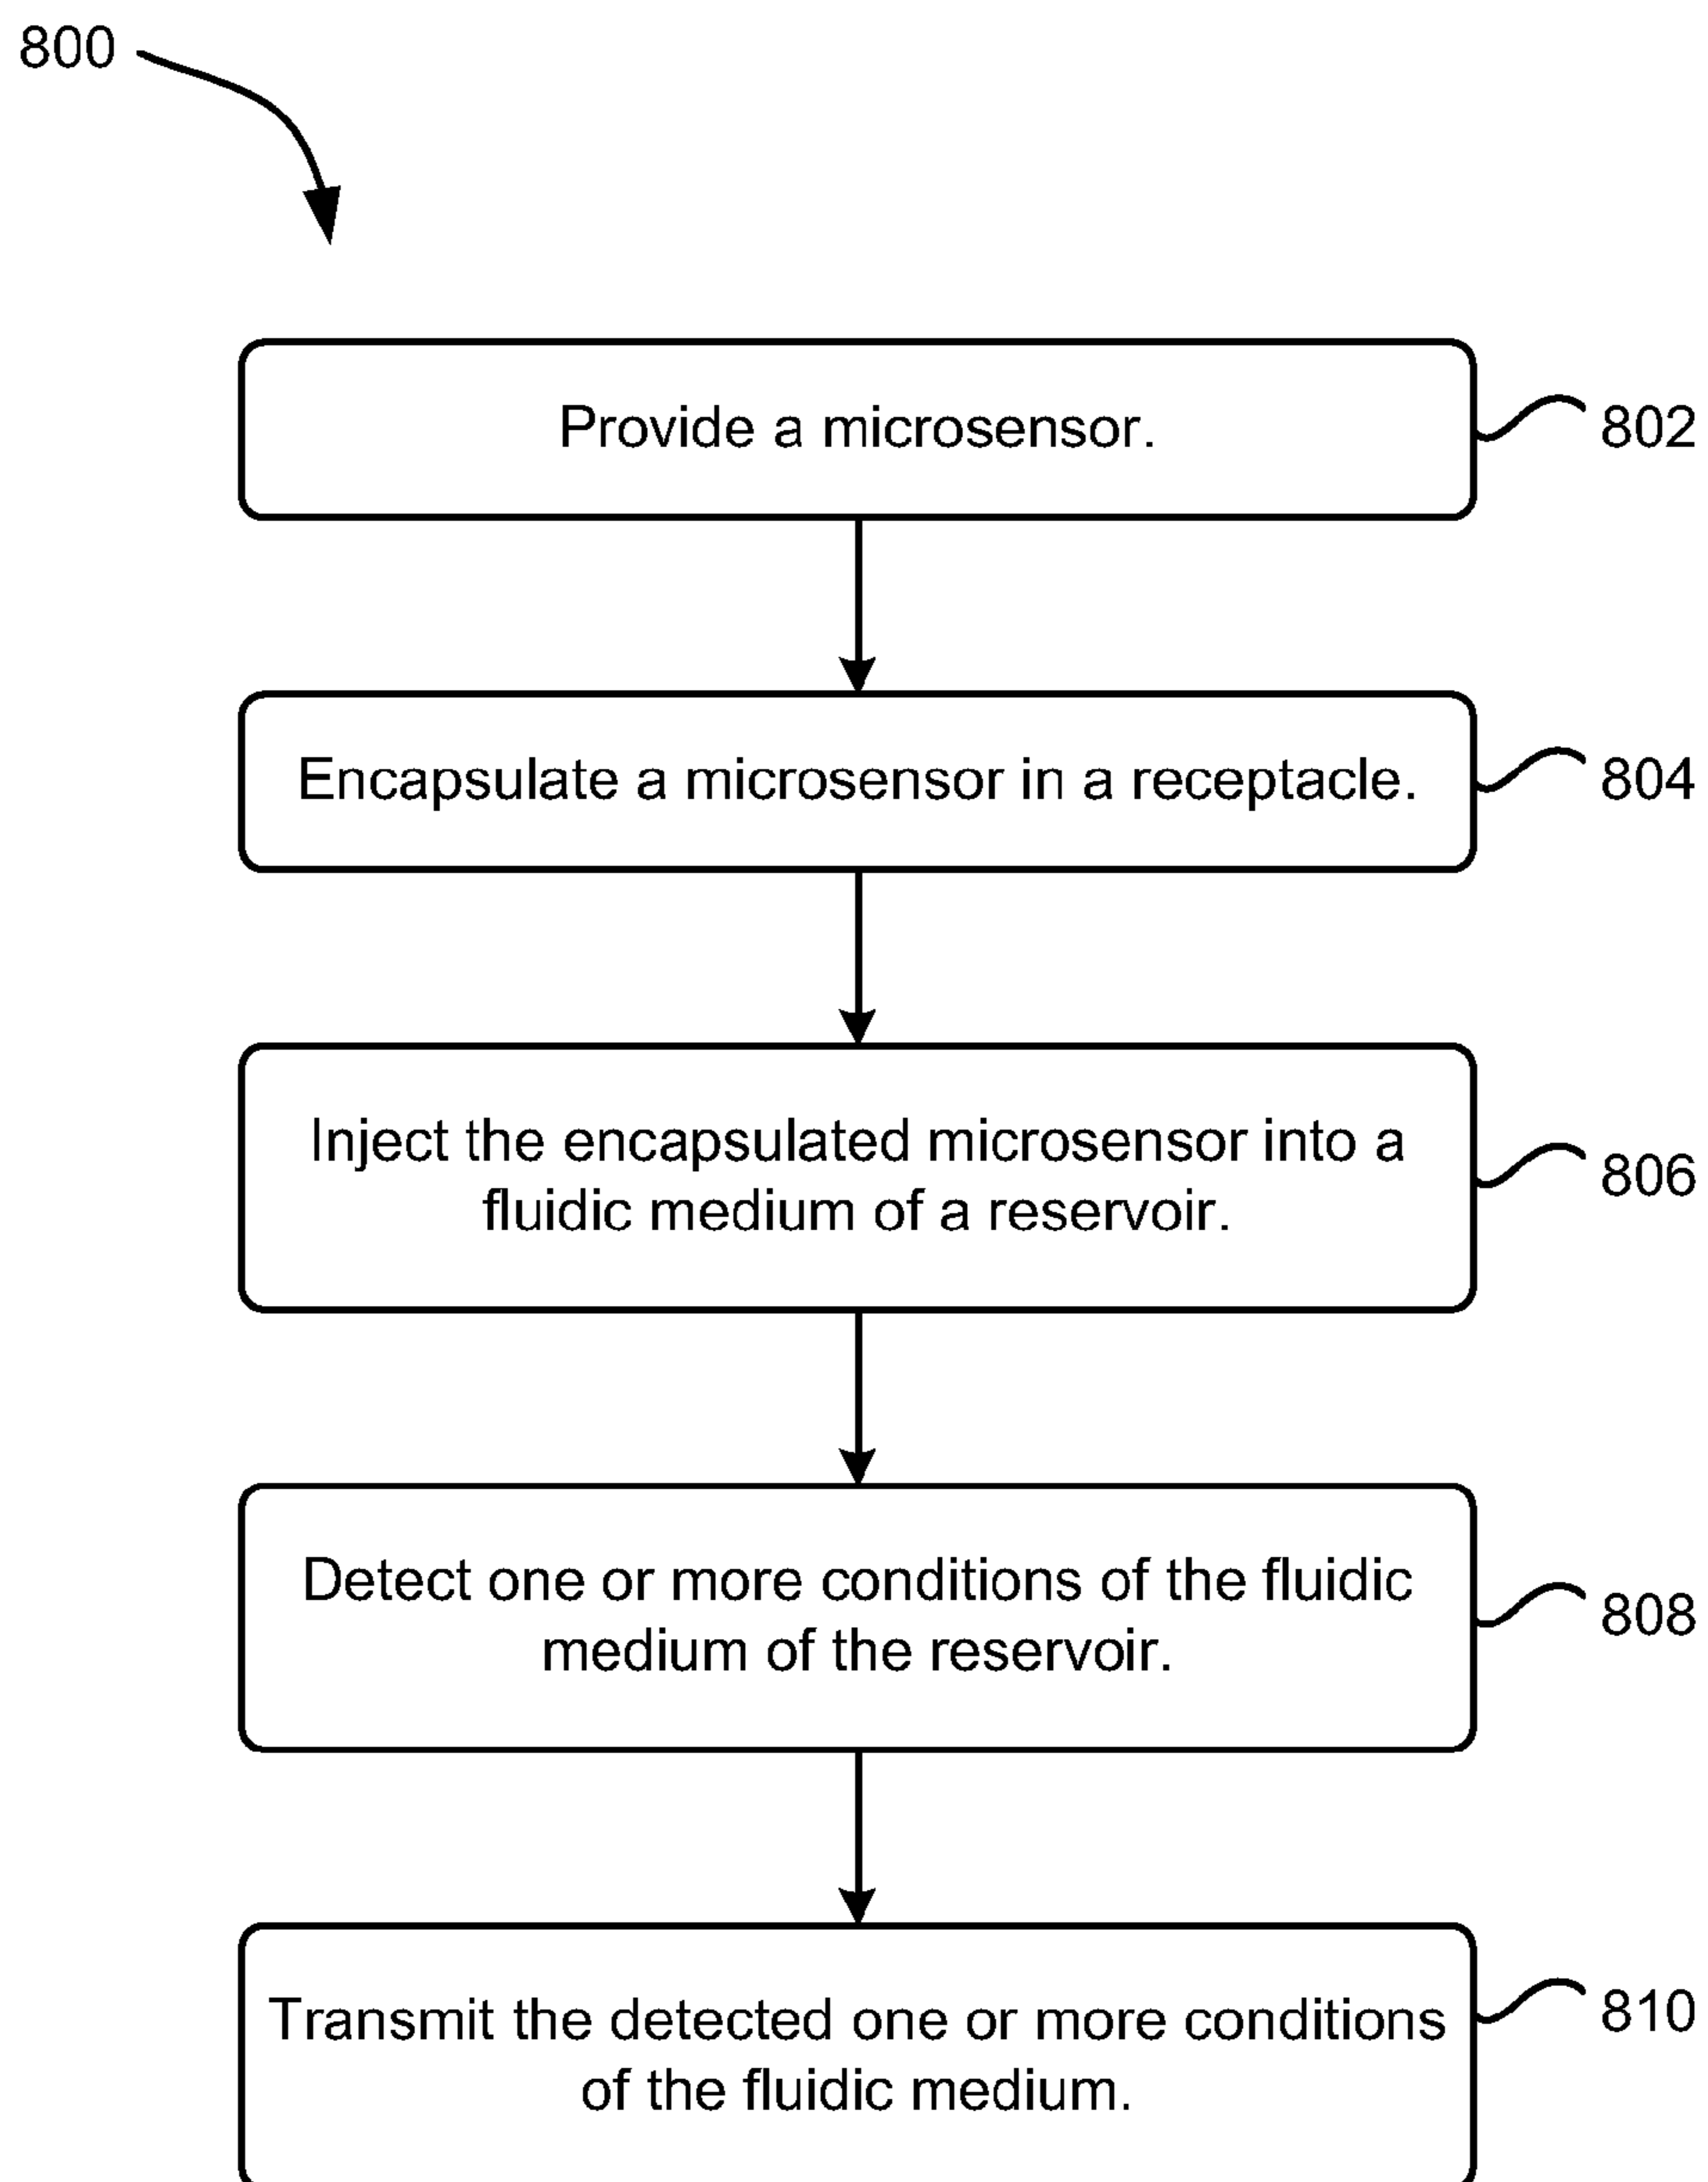 800
Provide a microsensor.
802
Encapsulate a microsensor in a receptacle.
804
Inject the encapsulated microsensor into a
fluidic medium of a reservoir.
806
Detect one or more conditions of the fluidic
medium of the reservoir.
808
Transmit the detected one or more conditions
of the fluidic medium.
810